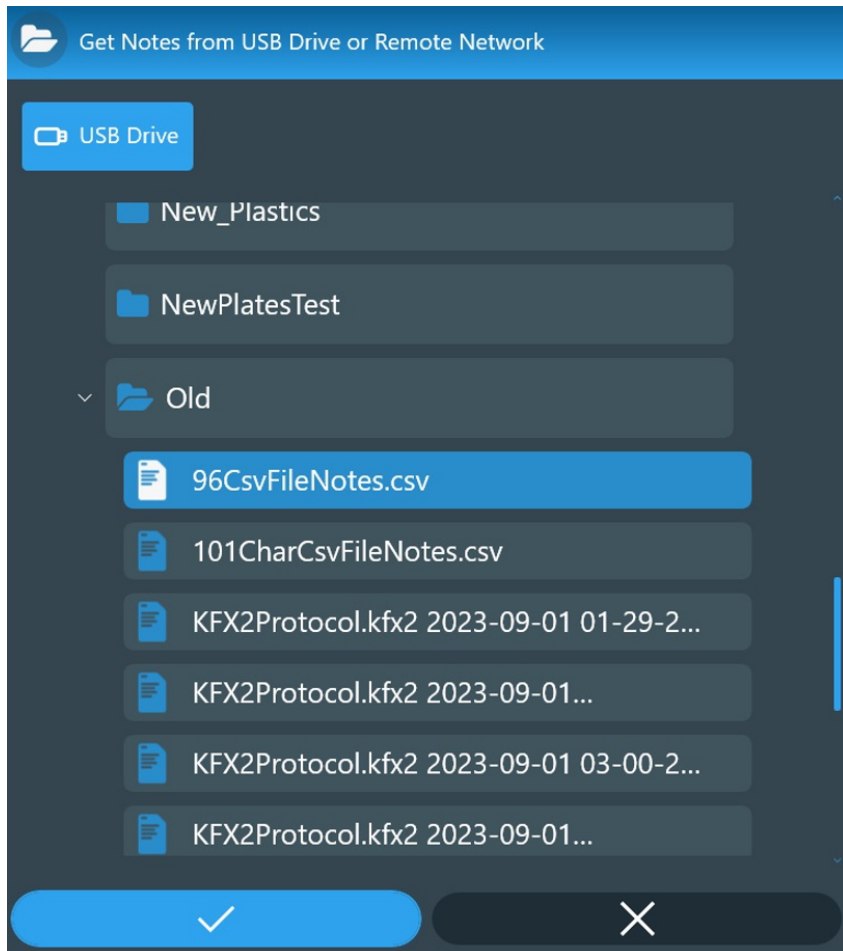 Get Notes from USB Drive or Remote Network
USB Drive
New_Plastics
NewPlatesTest
Old
96CsvFileNotes.csv
101CharCsvFileNotes.csv
KFX2Protocol.kfx2 2023-09-01 01-29-2...
KFX2Protocol.kfx2 2023-09-01...
KFX2Protocol.kfx2 2023-09-01 03-00-2...
KFX2Protocol.kfx2 2023-09-01...